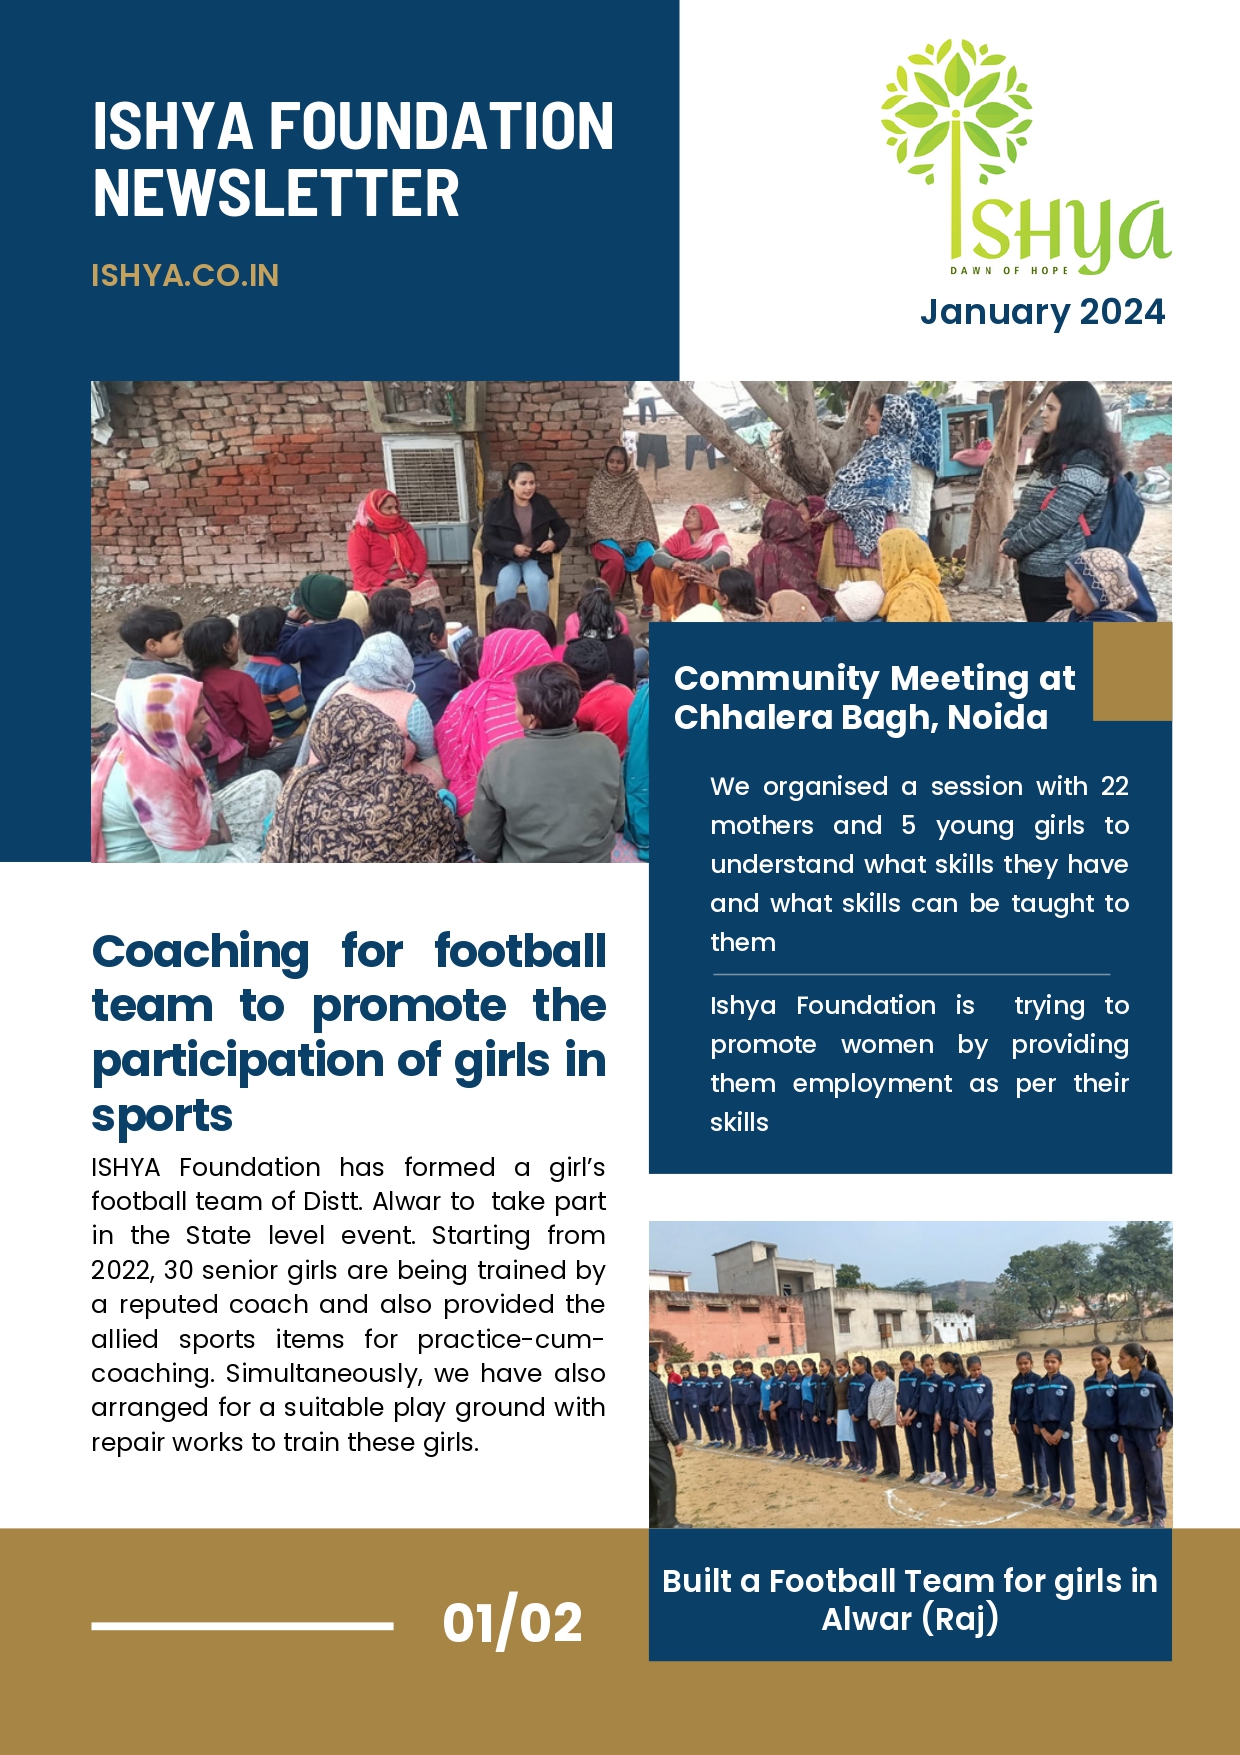 ISHYA FOUNDATION
NEWSLETTER
ISHYA.CO.IN
ISHya
DAWN OF HOPE
January 2024
Community Meeting at
Chhalera Bagh, Noida
We organised a session with 22
mothers and 5 young girls to
understand what skills they have
and what skills can be taught to
them
Ishya Foundation is trying to
promote women by providing
them employment as per their
skills
Coaching for football
team to promote the
participation of girls in
sports
ISHYA Foundation has formed a girl’s
football team of Distt. Alwar to take part
in the State level event. Starting from
2022, 30 senior girls are being trained by
a reputed coach and also provided the
allied sports items for practice-cum-
coaching. Simultaneously, we have also
arranged for a suitable play ground with
repair works to train these girls.
Built a Football Team for girls in
Alwar (Raj)
01/02